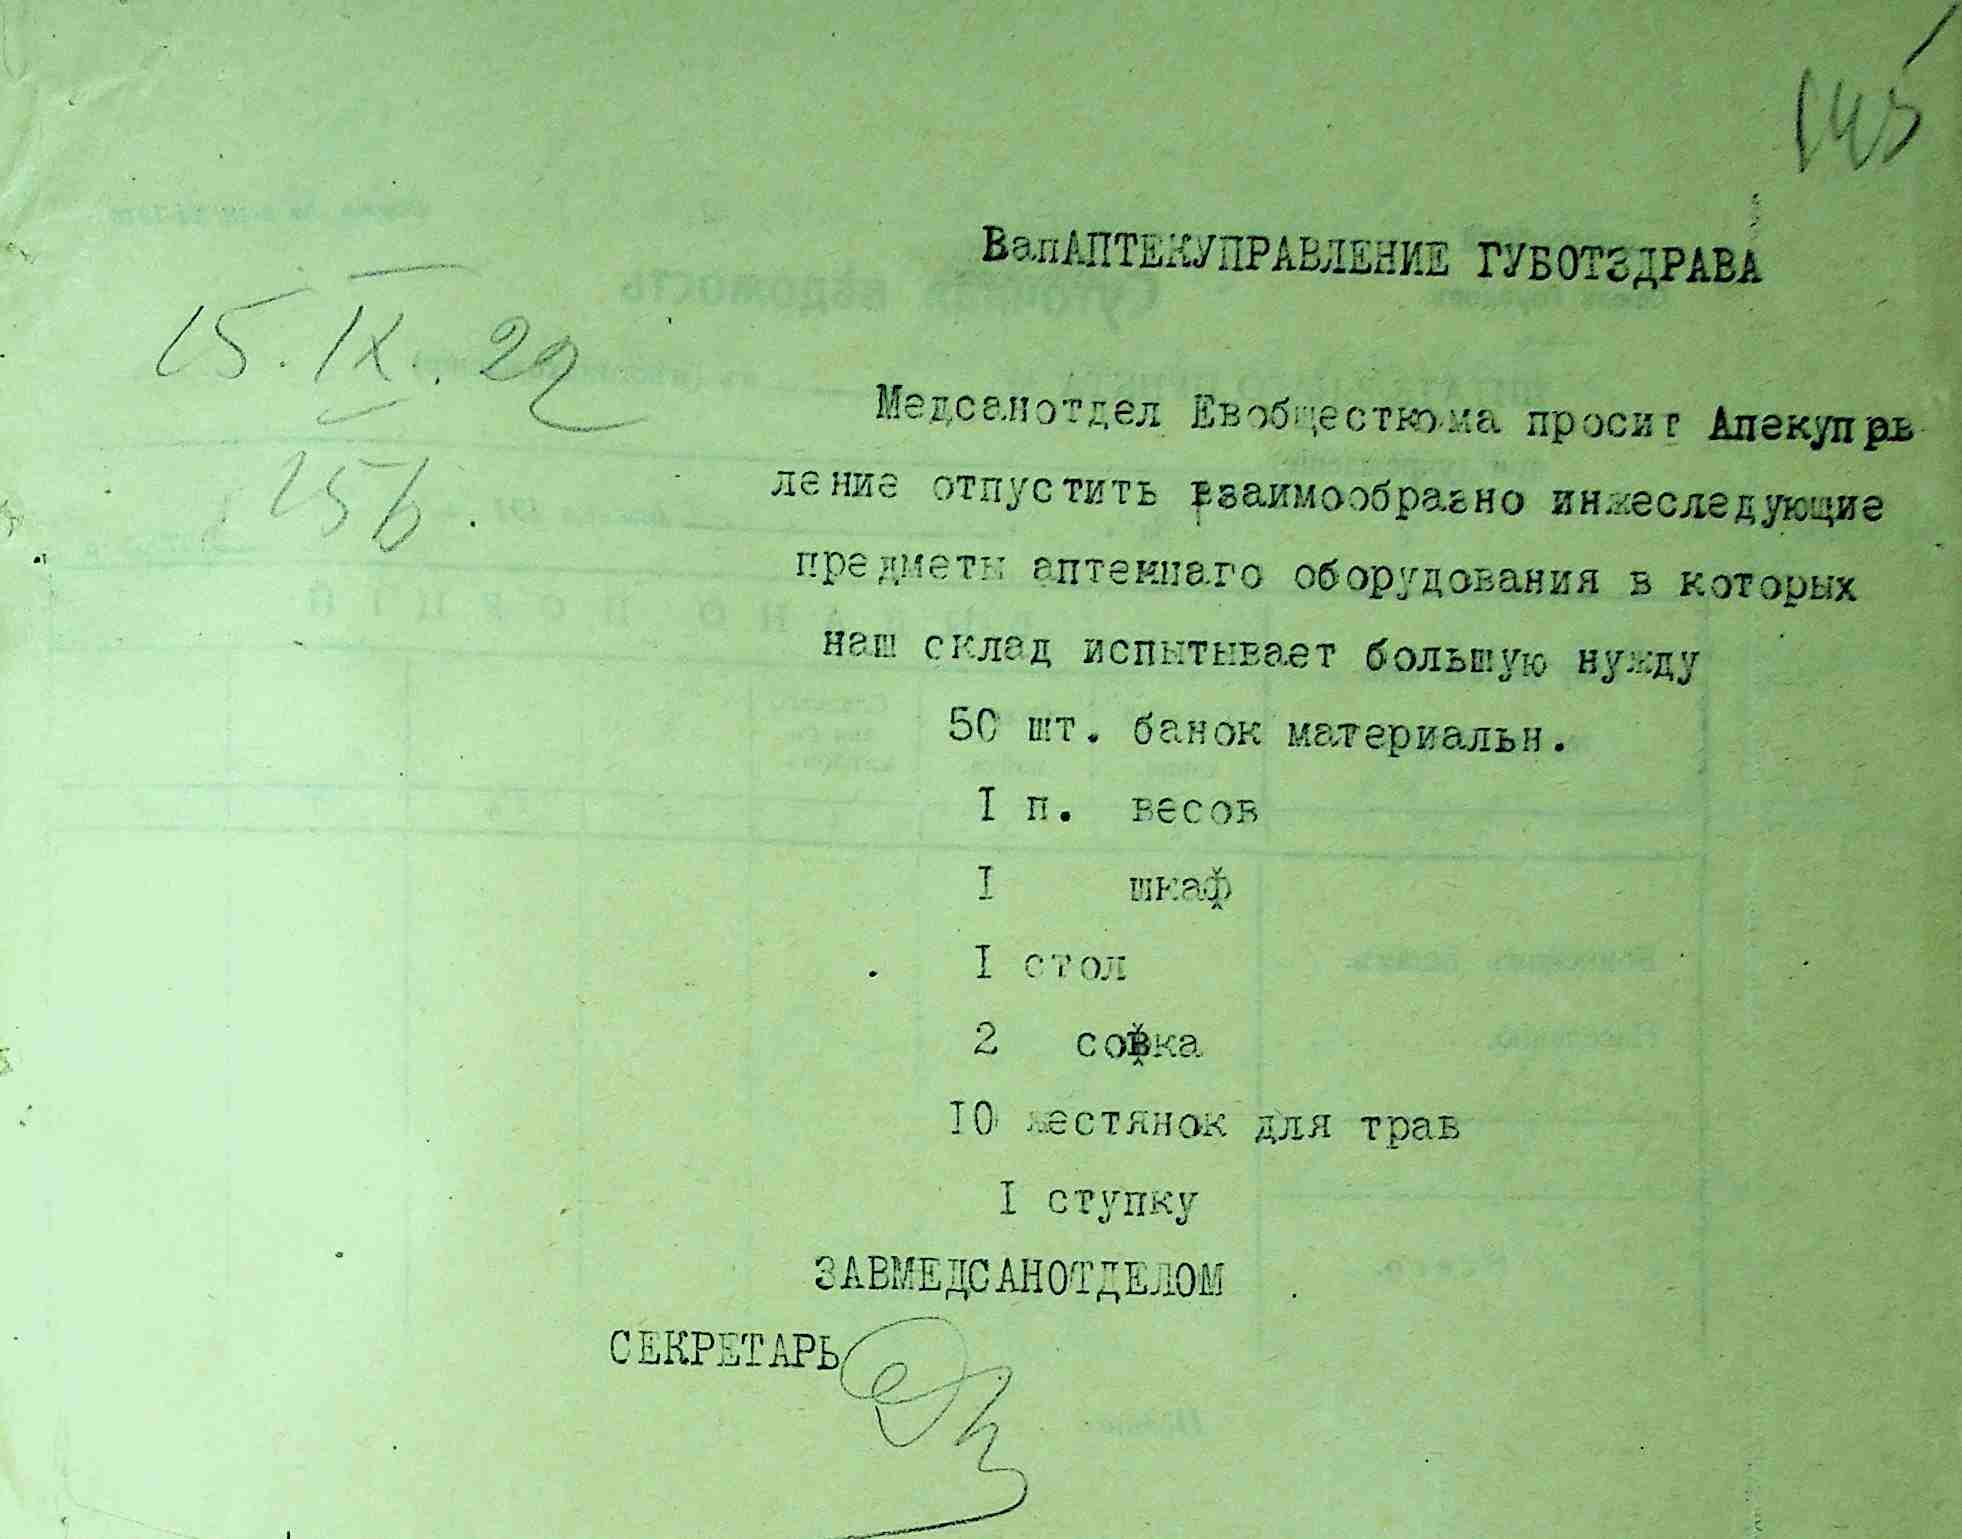 145
ВапАПТЕКУПРАВЛЕНИЕ ГУБОТЗДРАВА
15.IX.22
256.
Медсанотдел Евобщесткома просит Апекупрв
ление отпустить взаимообразно инжеследующие
предметы аптекнаго оборудования в которых
наш склад испытывает большую нужду
50 шт. банок материальн.
I п. весов
I шкаф
I стол
2 совка
IO жестянок для трав
I ступку
ЗАВМЕДСАНОТДЕЛОМ
СЕКРЕТАРЬ